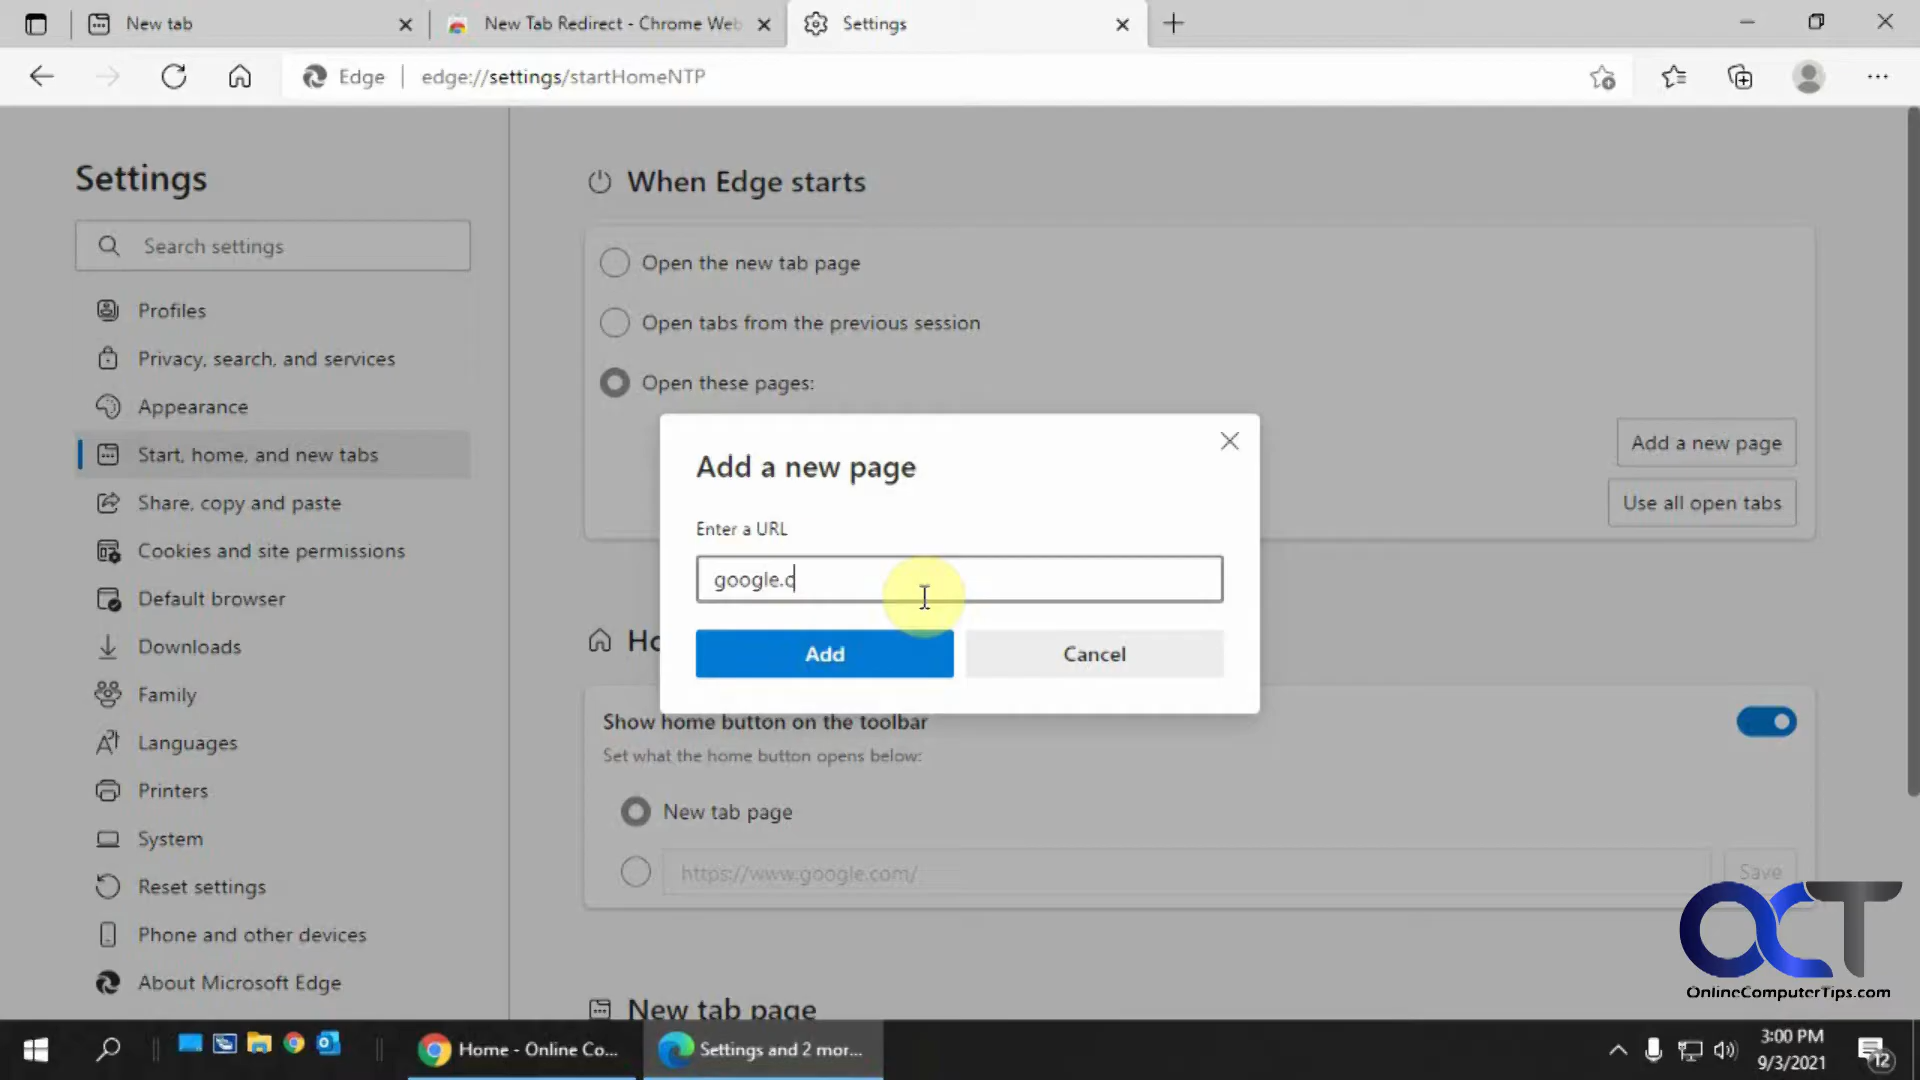 New tab
New Tab Redirect - Chrome Web
Settings
Edge
edge://settings/startHomeNTP
Settings
Search settings
Profiles
Privacy, search, and services
Appearance
Start, home, and new tabs
Share, copy and paste
Cookies and site permissions
Default browser
Downloads
Family
Languages
Printers
System
Reset settings
Phone and other devices
About Microsoft Edge
When Edge starts
Open the new tab page
Open tabs from the previous session
Open these pages:
Add a new page
Use all open tabs
Add a new page
Enter a URL
google.c
Add
Cancel
Ho
Show home button on the toolbar
Set what the home button opens below:
New tab page
https://www.google.com/
Save
New tab page
OCT
OnlineComputerTips.com
Home - Online Co...
Settings and 2 mor...
3:00 PM
9/3/2021
12